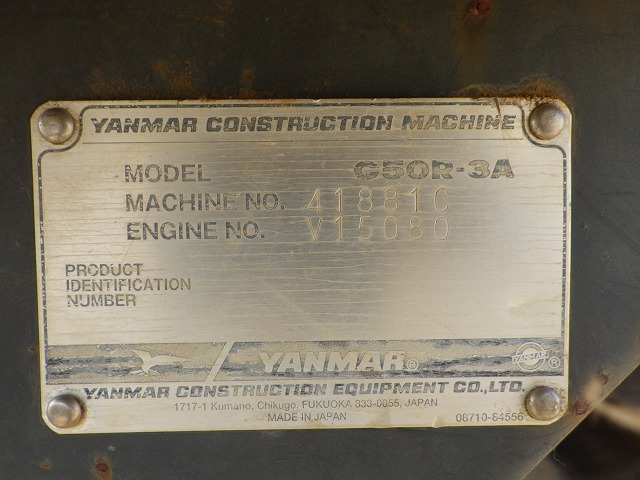 YANMAR CONSTRUCTION MACHINE
MODEL C50R-3A
MACHINE NO. 41881C
ENGINE NO. V15080
PRODUCT
IDENTIFICATION
NUMBER
YANMAR®
YANMAR ®
YANMAR CONSTRUCTION EQUIPMENT CO.,LTD.
1717-1 Kumano, Chikugo, FUKUOKA 833-0055, JAPAN
MADE IN JAPAN 08710-84556